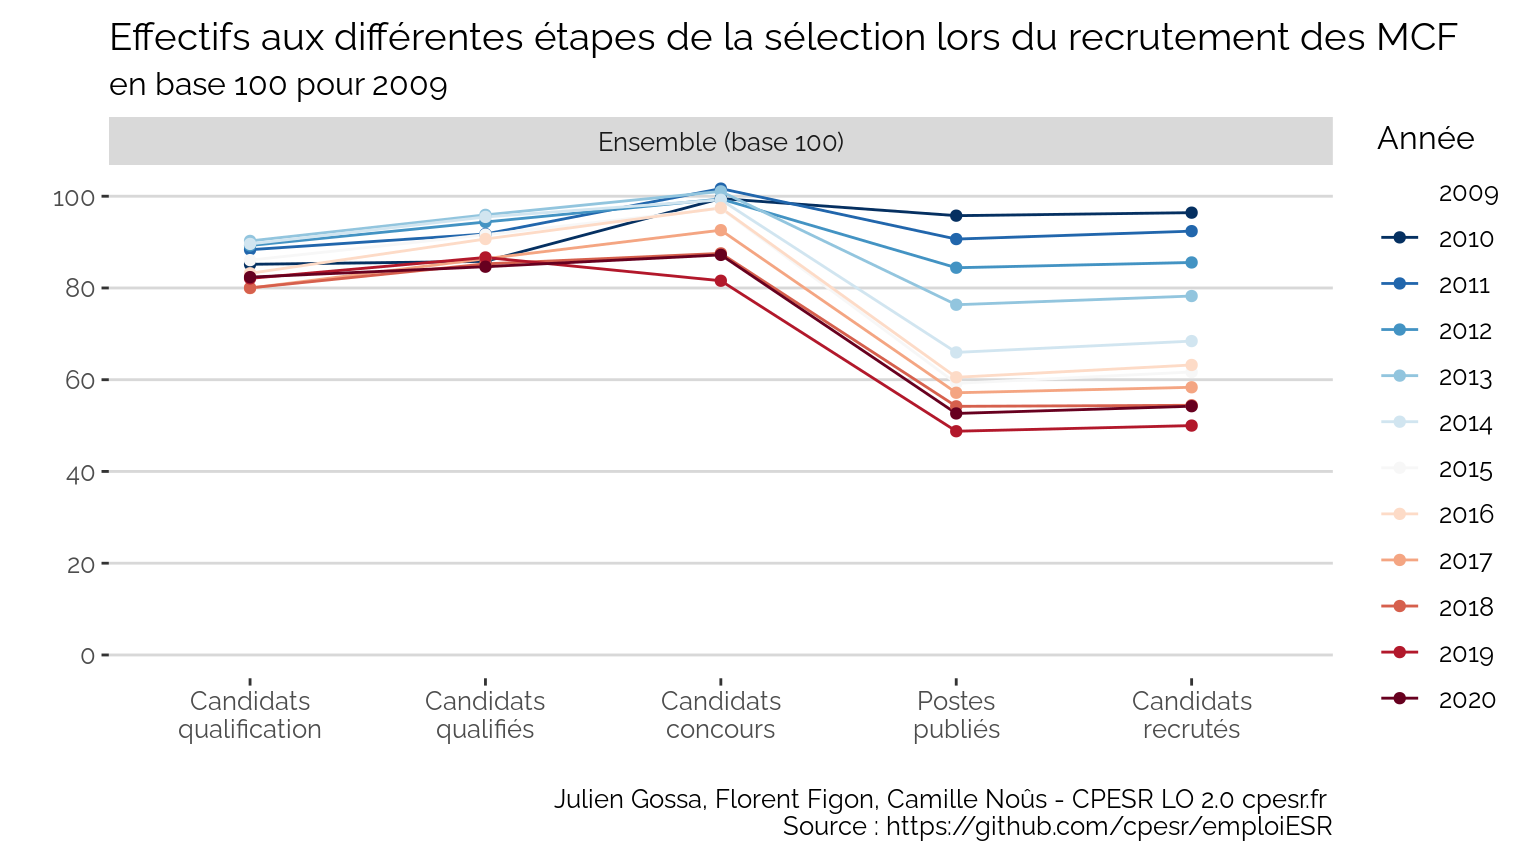 Effectifs aux différentes étapes de la sélection lors du recrutement des MCF
en base 100 pour 2009
Ensemble (base 100)
Année
2009
2010
2011
2012
2013
2014
2015
2016
2017
2018
2019
2020
100
80
60
40
20
0
Candidats
qualification
Candidats
qualifiés
Candidats
concours
Postes
publiés
Candidats
recrutés
Julien Gossa, Florent Figon, Camille Noûs - CPESR LO 2.0 cpesr.fr
Source : https://github.com/cpesr/emploiESR